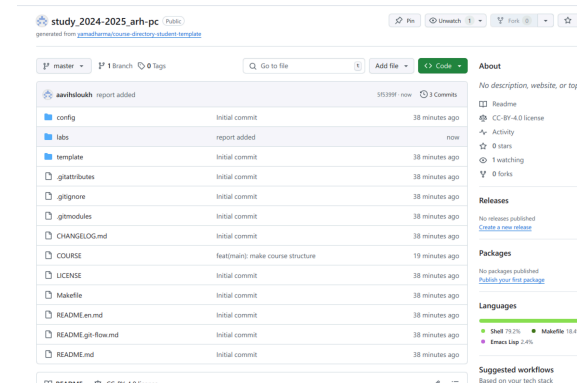 study_2024-2025_arh-pc Public
Pin Unwatch 1 Fork 0
generated from yamadharma/course-directory-student-template
master 1 Branch 0 Tags Go to file Add file Code
aavihsloukh report added now 3 Commits
config Initial commit 38 minutes ago
labs report added now
template Initial commit 38 minutes ago
.gitattributes Initial commit 38 minutes ago
.gitignore Initial commit 38 minutes ago
.gitmodules Initial commit 38 minutes ago
CHANGELOG.md Initial commit 38 minutes ago
COURSE feat(main): make course structure 19 minutes ago
LICENSE Initial commit 38 minutes ago
Makefile Initial commit 38 minutes ago
README.en.md Initial commit 38 minutes ago
README.git-flow.md Initial commit 38 minutes ago
README.md Initial commit 38 minutes ago
About
No description, website, or top
Readme
CC-BY-4.0 license
Activity
0 stars
1 watching
0 forks
Releases
No releases published
Create a new release
Packages
No packages published
Publish your first package
Languages
Shell 79.2% Makefile 18.4
Emacs Lisp 2.4%
Suggested workflows
Based on your tech stack